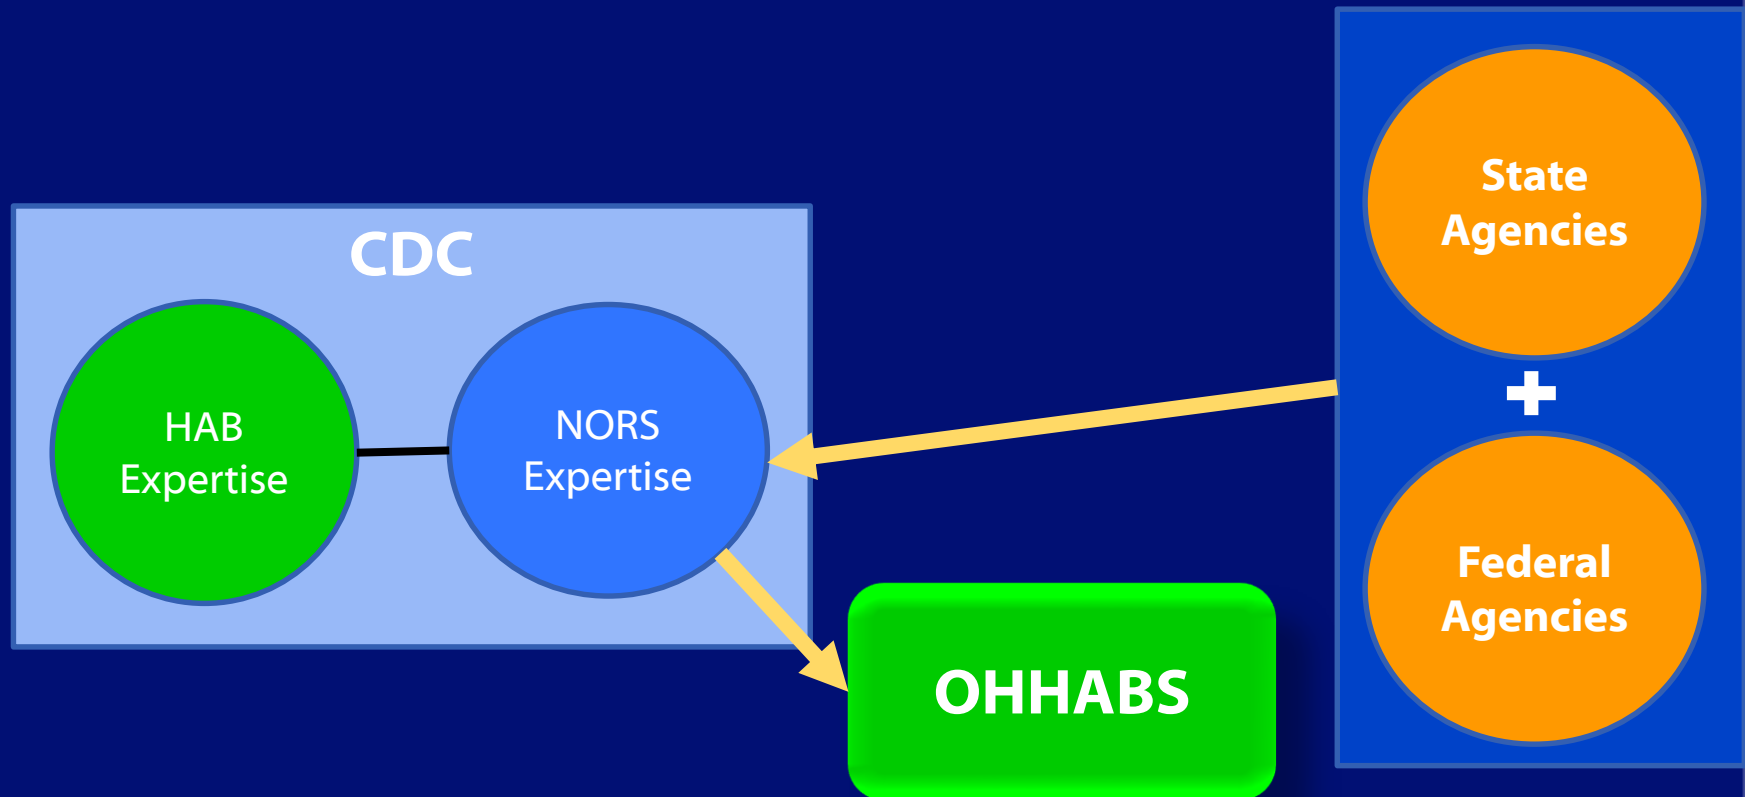 CDC
HAB
Expertise
NORS
Expertise
OHHABS
State
Agencies
+
Federal
Agencies